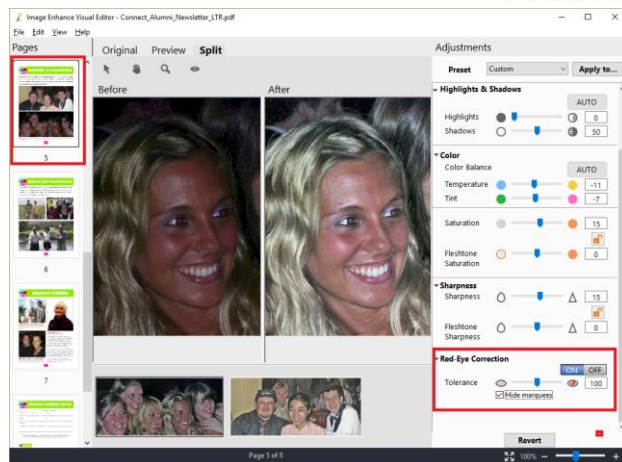 Image Enhance Visual Editor - Connect_Alumni_Newsletter_LTR.pdf
File Edit View Help
Pages
Original Preview Split
Adjustments
Preset Custom Apply to...
Before After
Highlights & Shadows
AUTO
Highlights 0
Shadows 50
Color
Color Balance AUTO
Temperature -11
Tint -7
Saturation 15
Fleshtone
Saturation 0
Sharpness
Sharpness 15
Fleshtone
Sharpness 0
Red-Eye Correction
ON OFF
Tolerance 100
Hide marquees
Revert
5
6
7
Page 5 of 8
100%